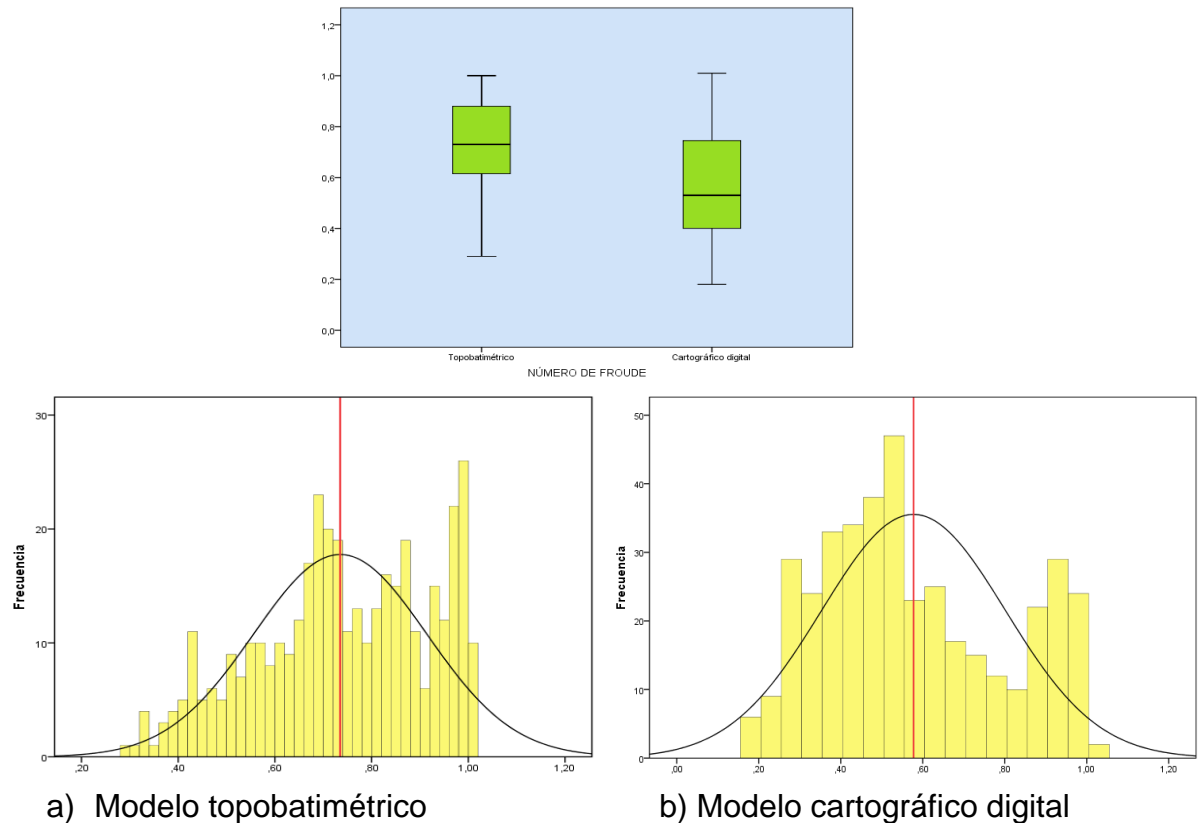 1,2
1,0
0,8
0,6
0,4
0,2
0,0
Topobatimétrico Cartográfico digital
NÚMERO DE FROUDE
30
20
10
0
Frecuencia
,20 ,40 ,60 ,80 1,00 1,20
50
40
30
20
10
0
Frecuencia
,00 ,20 ,40 ,60 ,80 1,00 1,20
a) Modelo topobatimétrico b) Modelo cartográfico digital